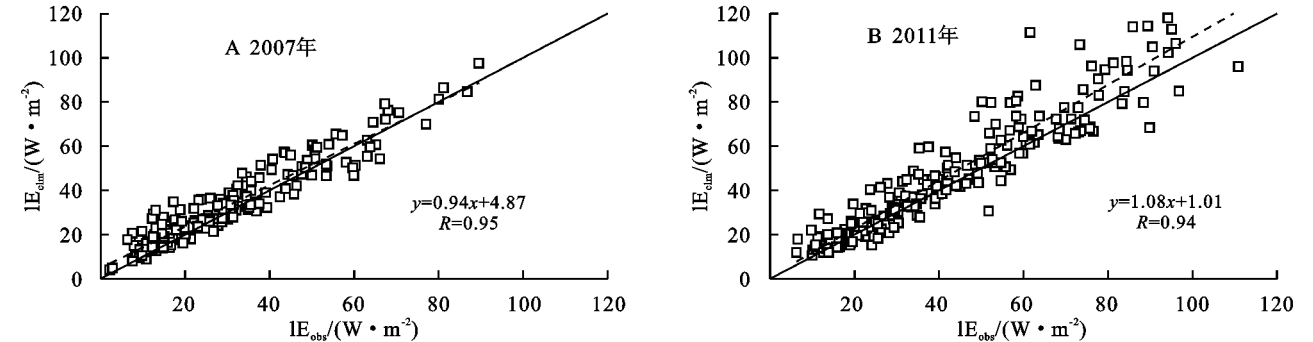 120
100
80
60
40
20
0
lE_clm/(W·m⁻²)
A 2007年
y=0.94x+4.87
R=0.95
20 40 60 80 100 120
lE_obs/(W·m⁻²)
120
100
80
60
40
20
0
lE_clm/(W·m⁻²)
B 2011年
y=1.08x+1.01
R=0.94
20 40 60 80 100 120
lE_obs/(W·m⁻²)